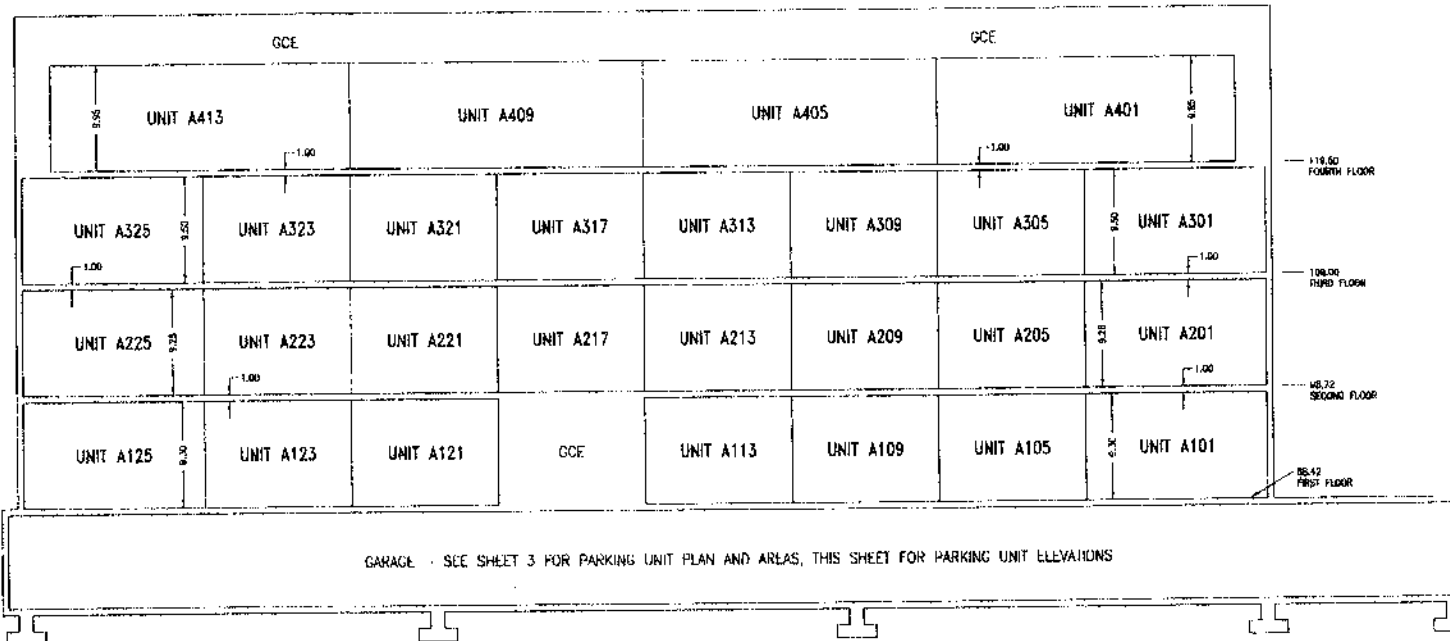 GCE GCE
UNIT A413 UNIT A409 UNIT A405 UNIT A401
9.95 9.95
1.00 1.00
119.50
FOURTH FLOOR
UNIT A325 UNIT A323 UNIT A321 UNIT A317 UNIT A313 UNIT A309 UNIT A305 UNIT A301
9.50 9.50
1.00 1.00
109.00
THIRD FLOOR
UNIT A225 UNIT A223 UNIT A221 UNIT A217 UNIT A213 UNIT A209 UNIT A205 UNIT A201
9.28 9.28
1.00 1.00
98.72
SECOND FLOOR
UNIT A125 UNIT A123 UNIT A121 GCE UNIT A113 UNIT A109 UNIT A105 UNIT A101
9.30 9.30
88.42
FIRST FLOOR
GARAGE - SEE SHEET 3 FOR PARKING UNIT PLAN AND AREAS, THIS SHEET FOR PARKING UNIT ELEVATIONS